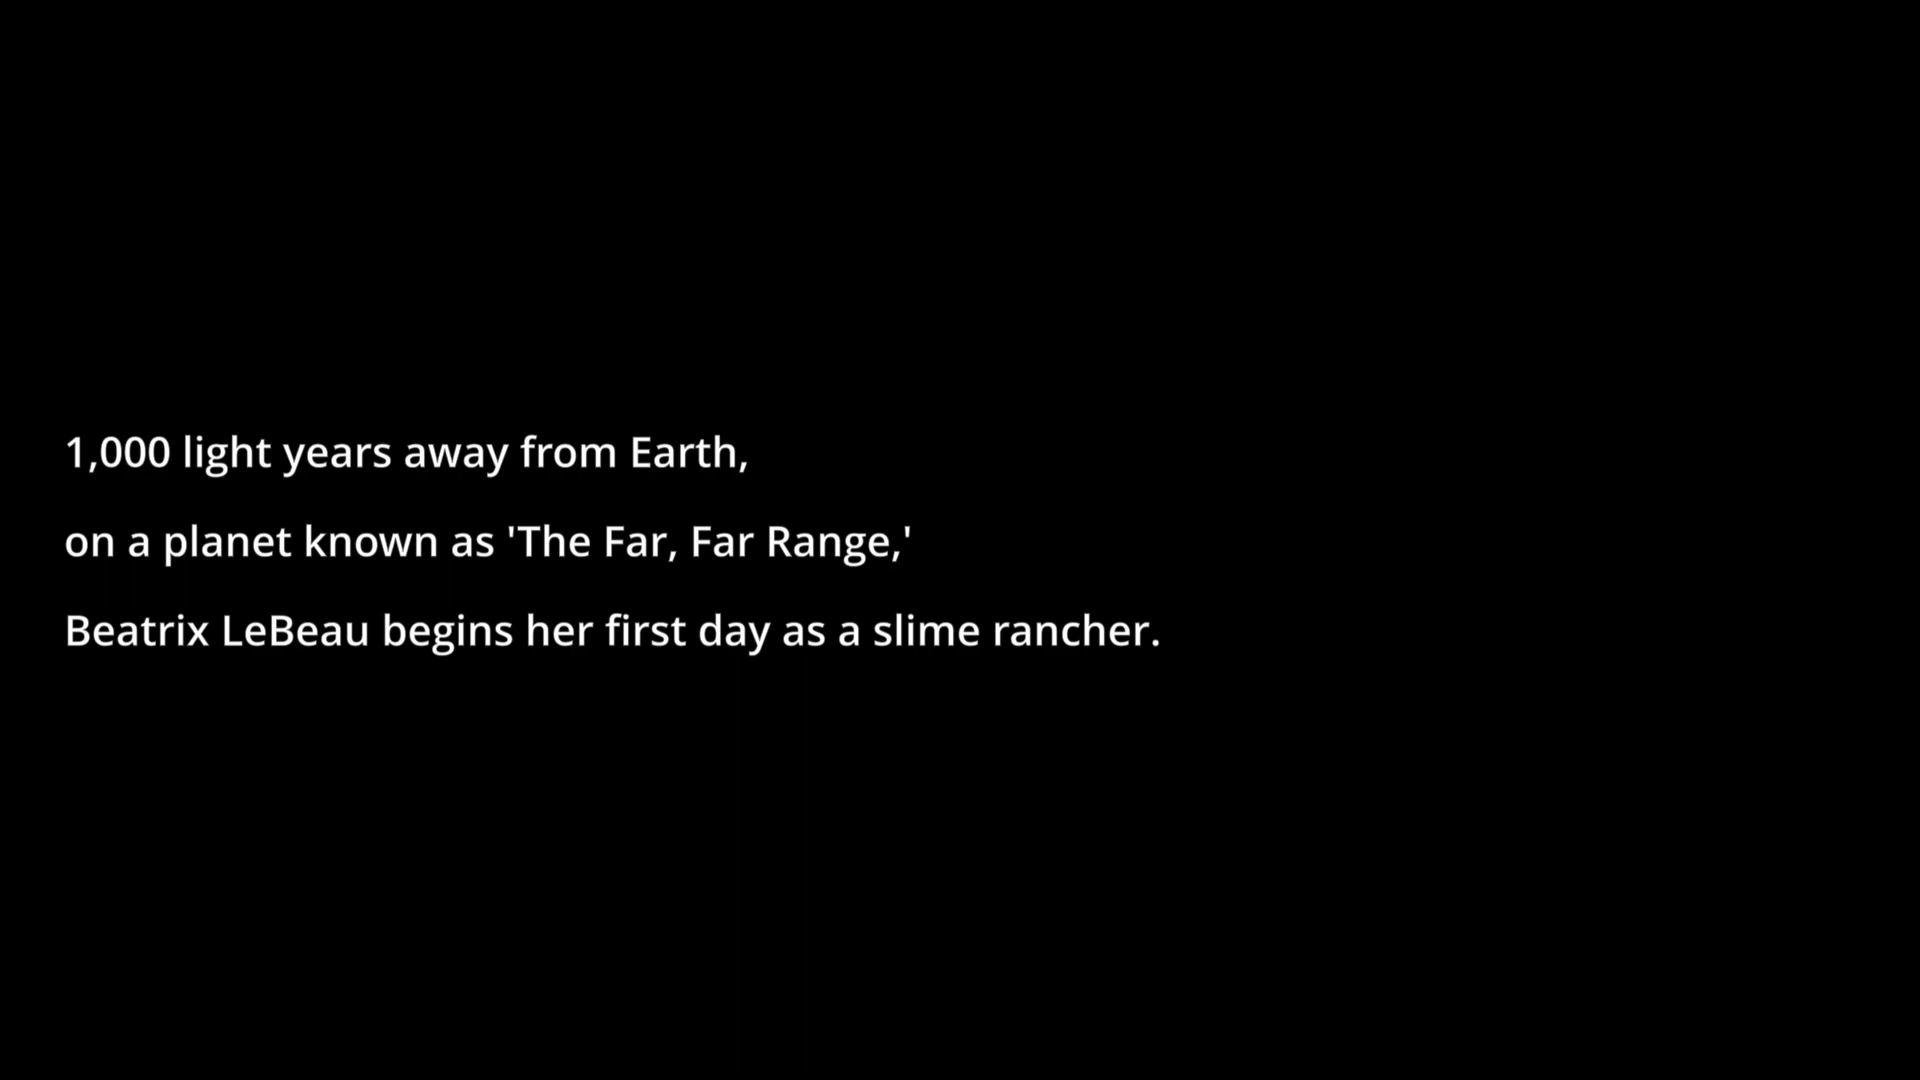 1,000 light years away from Earth,
on a planet known as 'The Far, Far Range,'
Beatrix LeBeau begins her first day as a slime rancher.